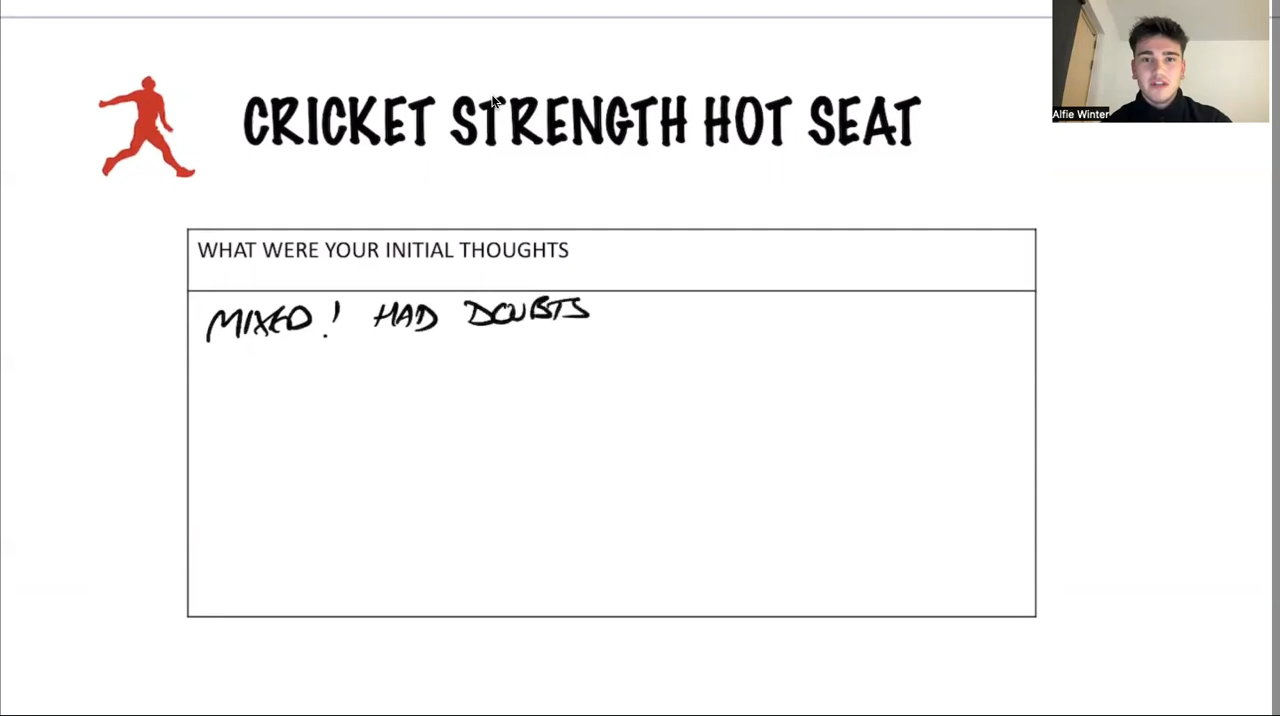 CRICKET STRENGTH HOT SEAT
Alfie Winter
WHAT WERE YOUR INITIAL THOUGHTS
MIXED! HAD DOUBTS